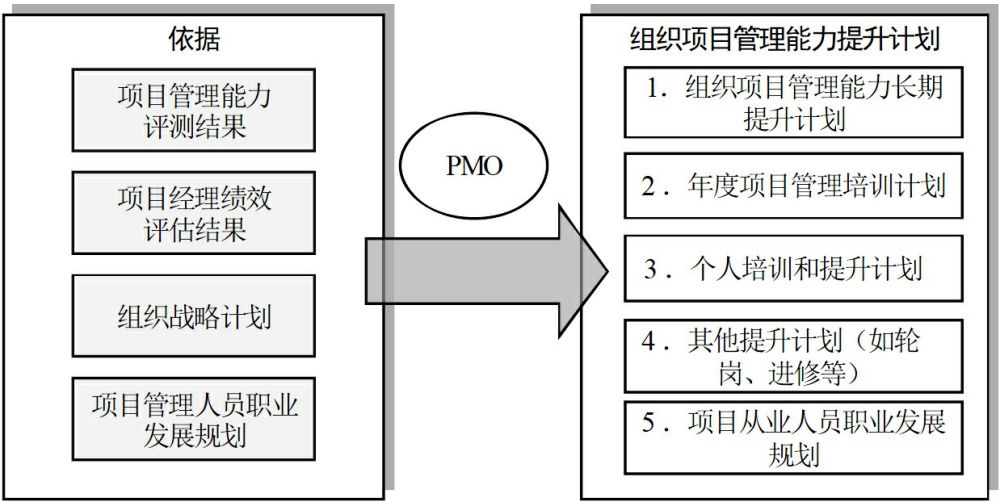 依据
项目管理能力
评测结果
项目经理绩效
评估结果
组织战略计划
项目管理人员职业
发展规划
PMO
组织项目管理能力提升计划
1．组织项目管理能力长期
提升计划
2．年度项目管理培训计划
3．个人培训和提升计划
4．其他提升计划（如轮
岗、进修等）
5．项目从业人员职业发展
规划